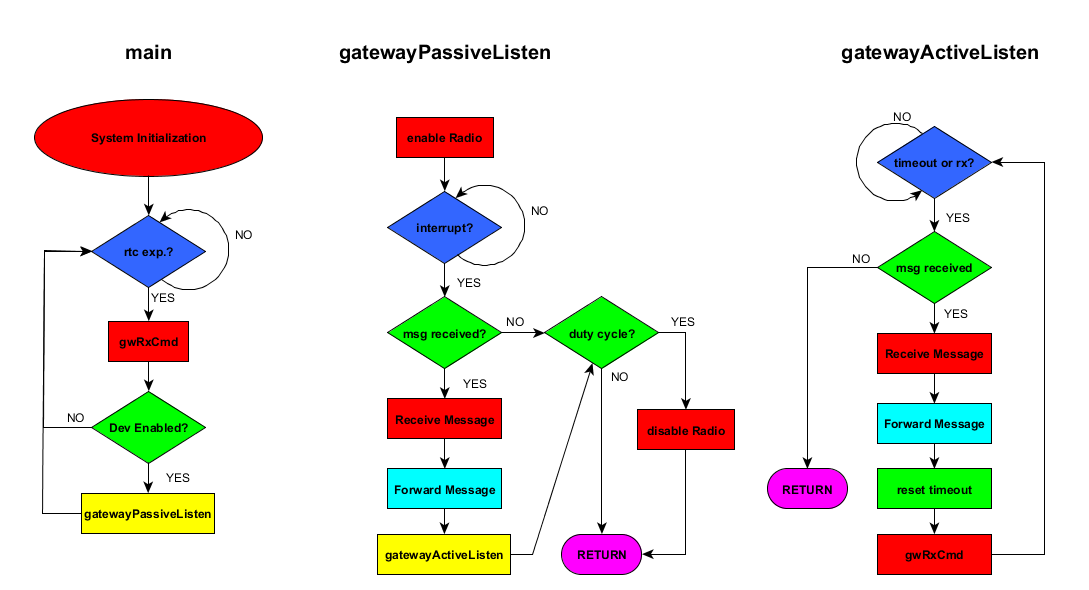 main
System Initialization
rtc exp.?
NO
YES
gwRxCmd
Dev Enabled?
NO
YES
gatewayPassiveListen
gatewayPassiveListen
enable Radio
interrupt?
NO
YES
msg received?
NO
duty cycle?
YES
YES
NO
Receive Message
disable Radio
Forward Message
gatewayActiveListen
RETURN
gatewayActiveListen
NO
timeout or rx?
YES
NO
msg received
YES
Receive Message
Forward Message
RETURN
reset timeout
gwRxCmd